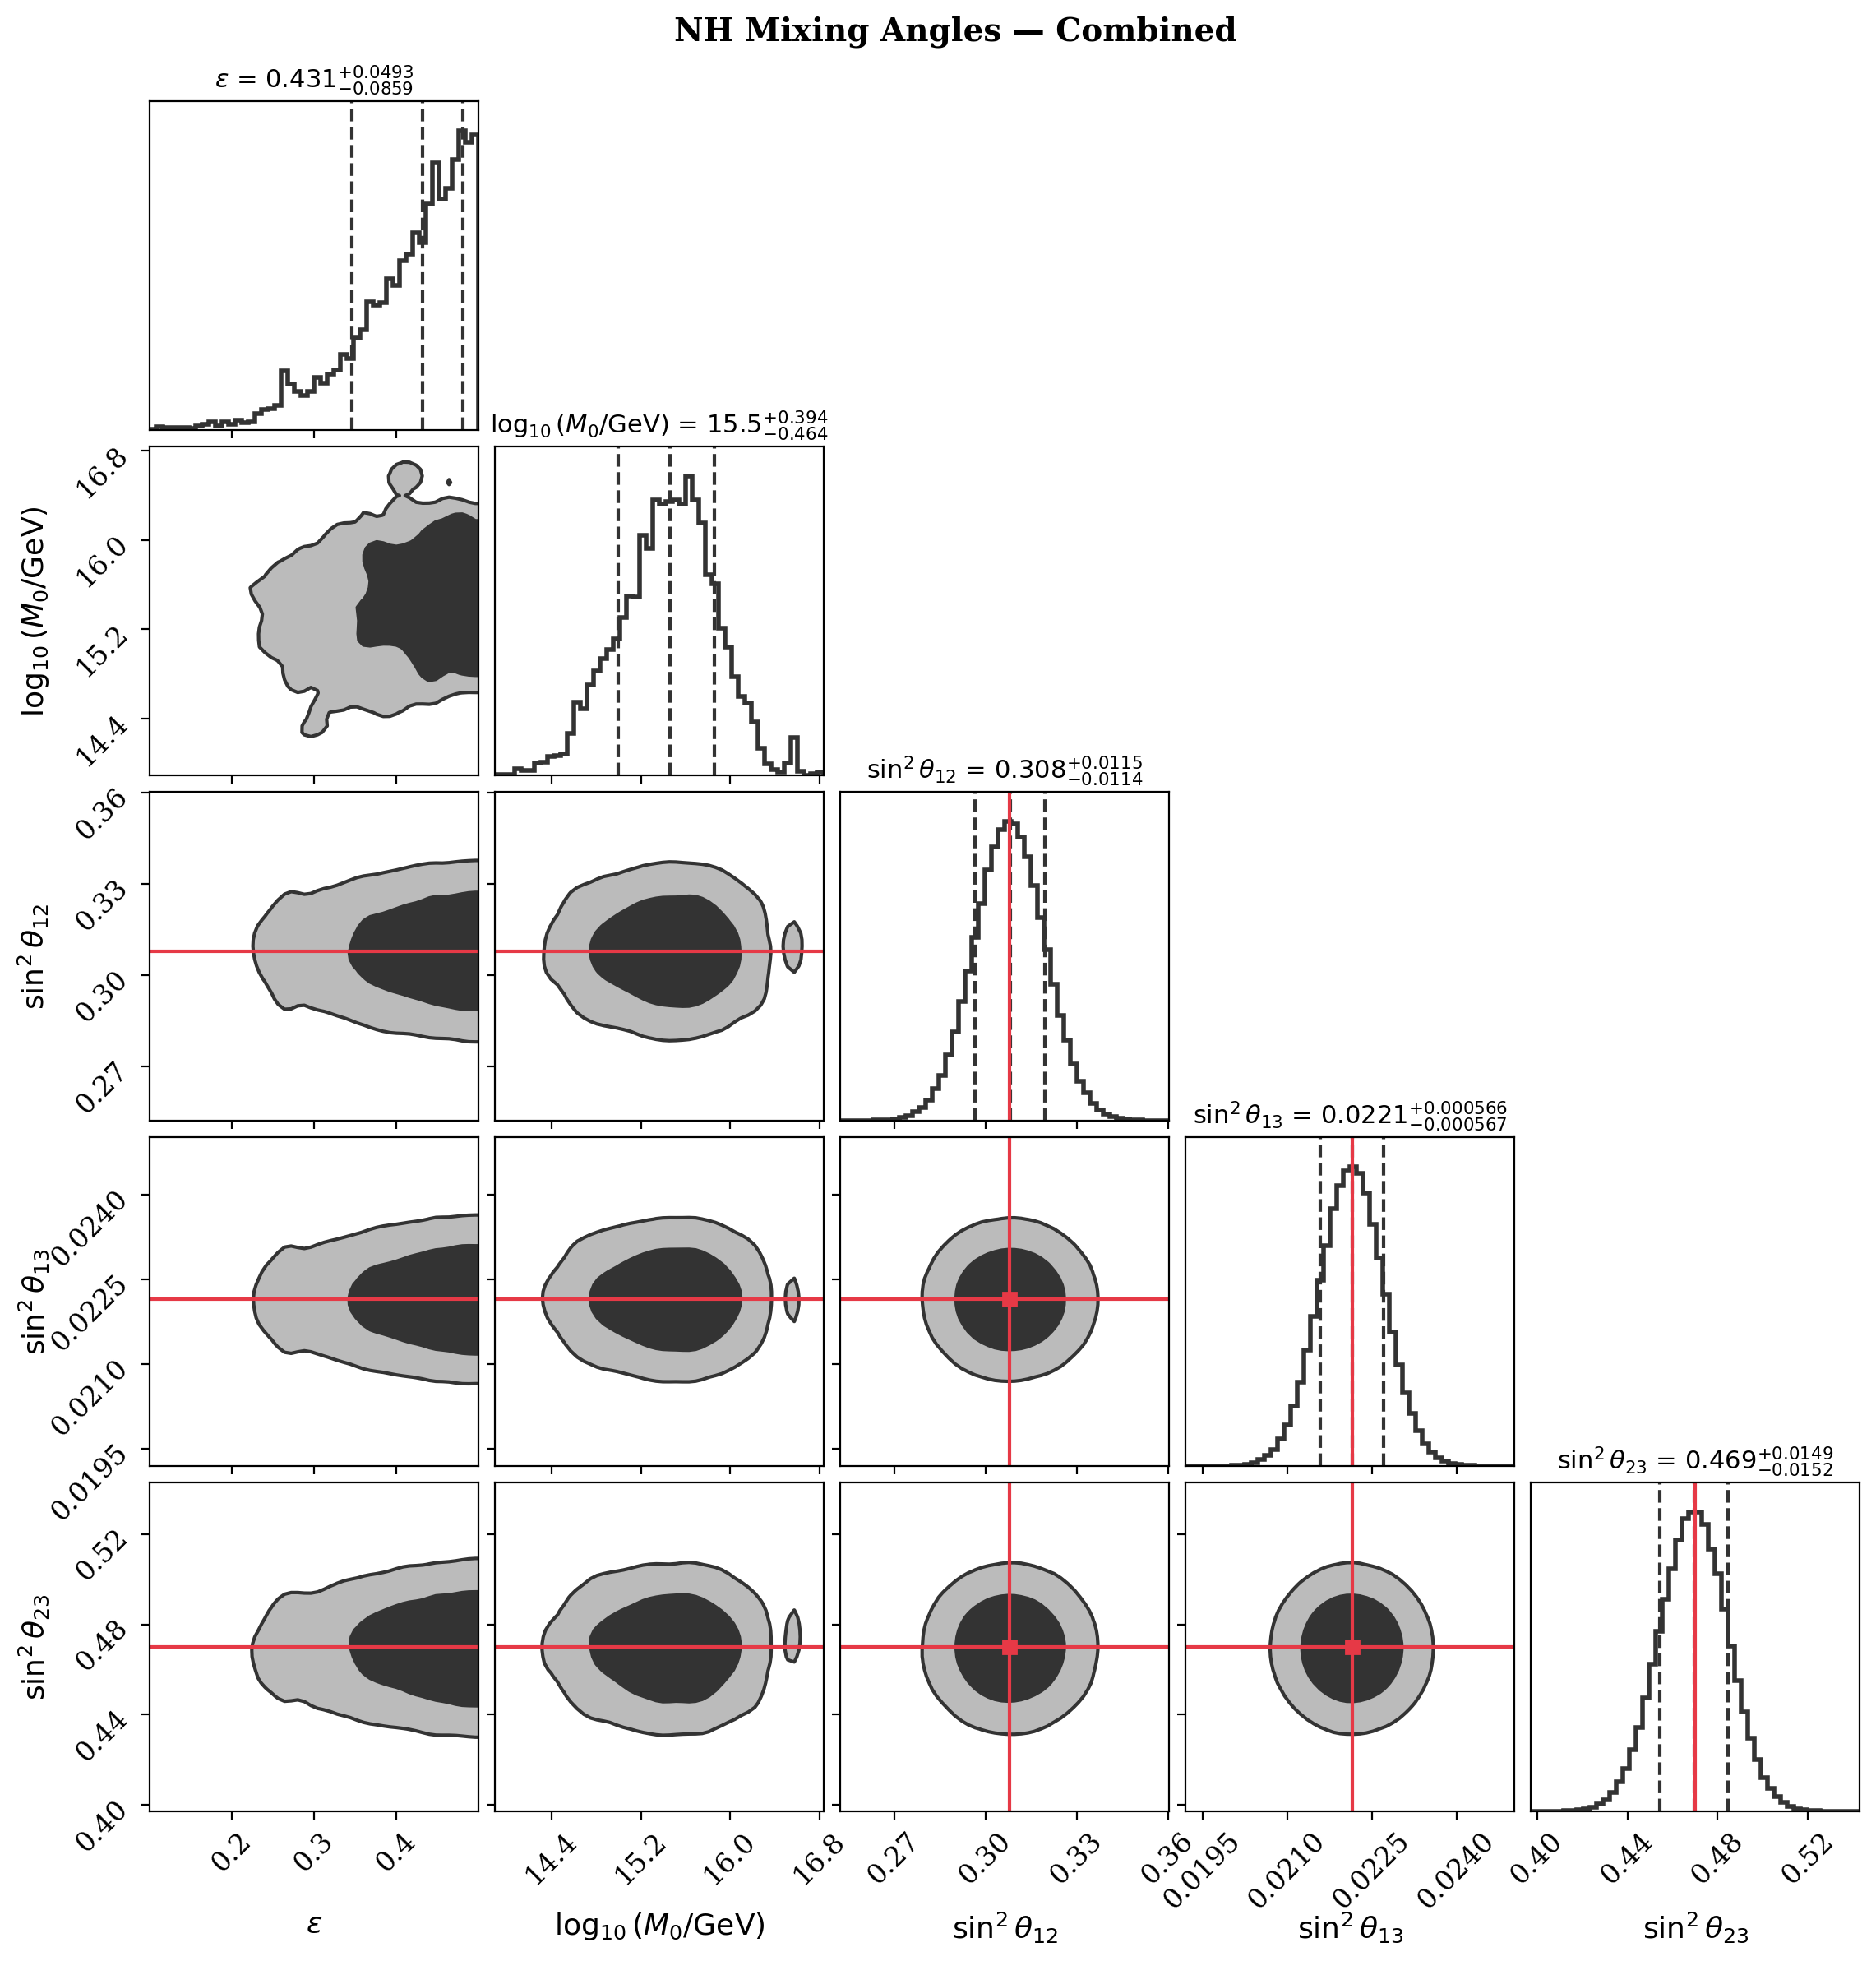 NH Mixing Angles — Combined
ε = 0.431+0.0493−0.0859
log10 (M0/GeV) = 15.5+0.394−0.464
16.8
16.0
15.2
14.4
log10 (M0/GeV)
sin² θ12 = 0.308+0.0115−0.0114
0.36
0.33
0.30
0.27
sin² θ12
sin² θ13 = 0.0221+0.000566−0.000567
0.0240
0.0225
0.0210
0.0195
sin² θ13
sin² θ23 = 0.469+0.0149−0.0152
0.52
0.48
0.44
0.40
sin² θ23
0.2 0.3 0.4
14.4 15.2 16.0 16.8
0.27 0.30 0.33 0.36
0.0195 0.0210 0.0225 0.0240
0.40 0.44 0.48 0.52
ε
log10 (M0/GeV)
sin² θ12
sin² θ13
sin² θ23